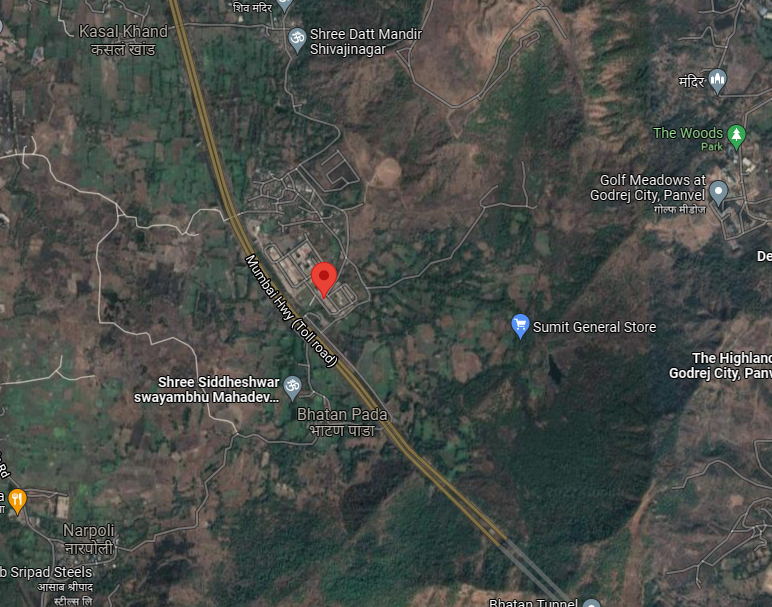 शिव मंदिर
Kasal Khand
कसल खांड
Shree Datt Mandir
Shivajinagar
मंदिर
The Woods
Park
Golf Meadows at
Godrej City, Panvel
गोल्फ मीडोज
De
Mumbai Hwy (Toll road)
Sumit General Store
The Highland
Godrej City, Panv
Shree Siddheshwar
swayambhu Mahadev...
Bhatan Pada
भाटण पाडा
Rd
a
Narpoli
नारपोली
b Sripad Steels
आसाब श्रीपाद
स्टील्स लि
Bhatan Tunnel